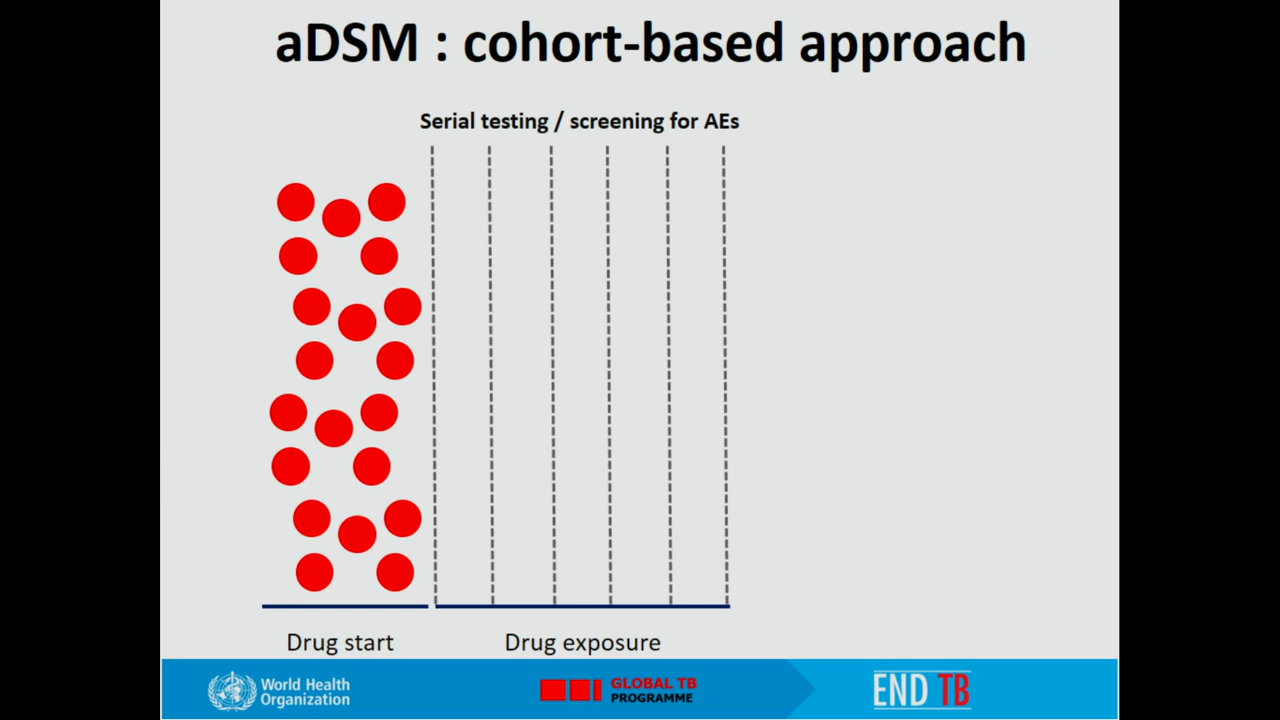 aDSM : cohort-based approach
Serial testing / screening for AEs
Drug start
Drug exposure
World Health
Organization
GLOBAL TB
PROGRAMME
END TB